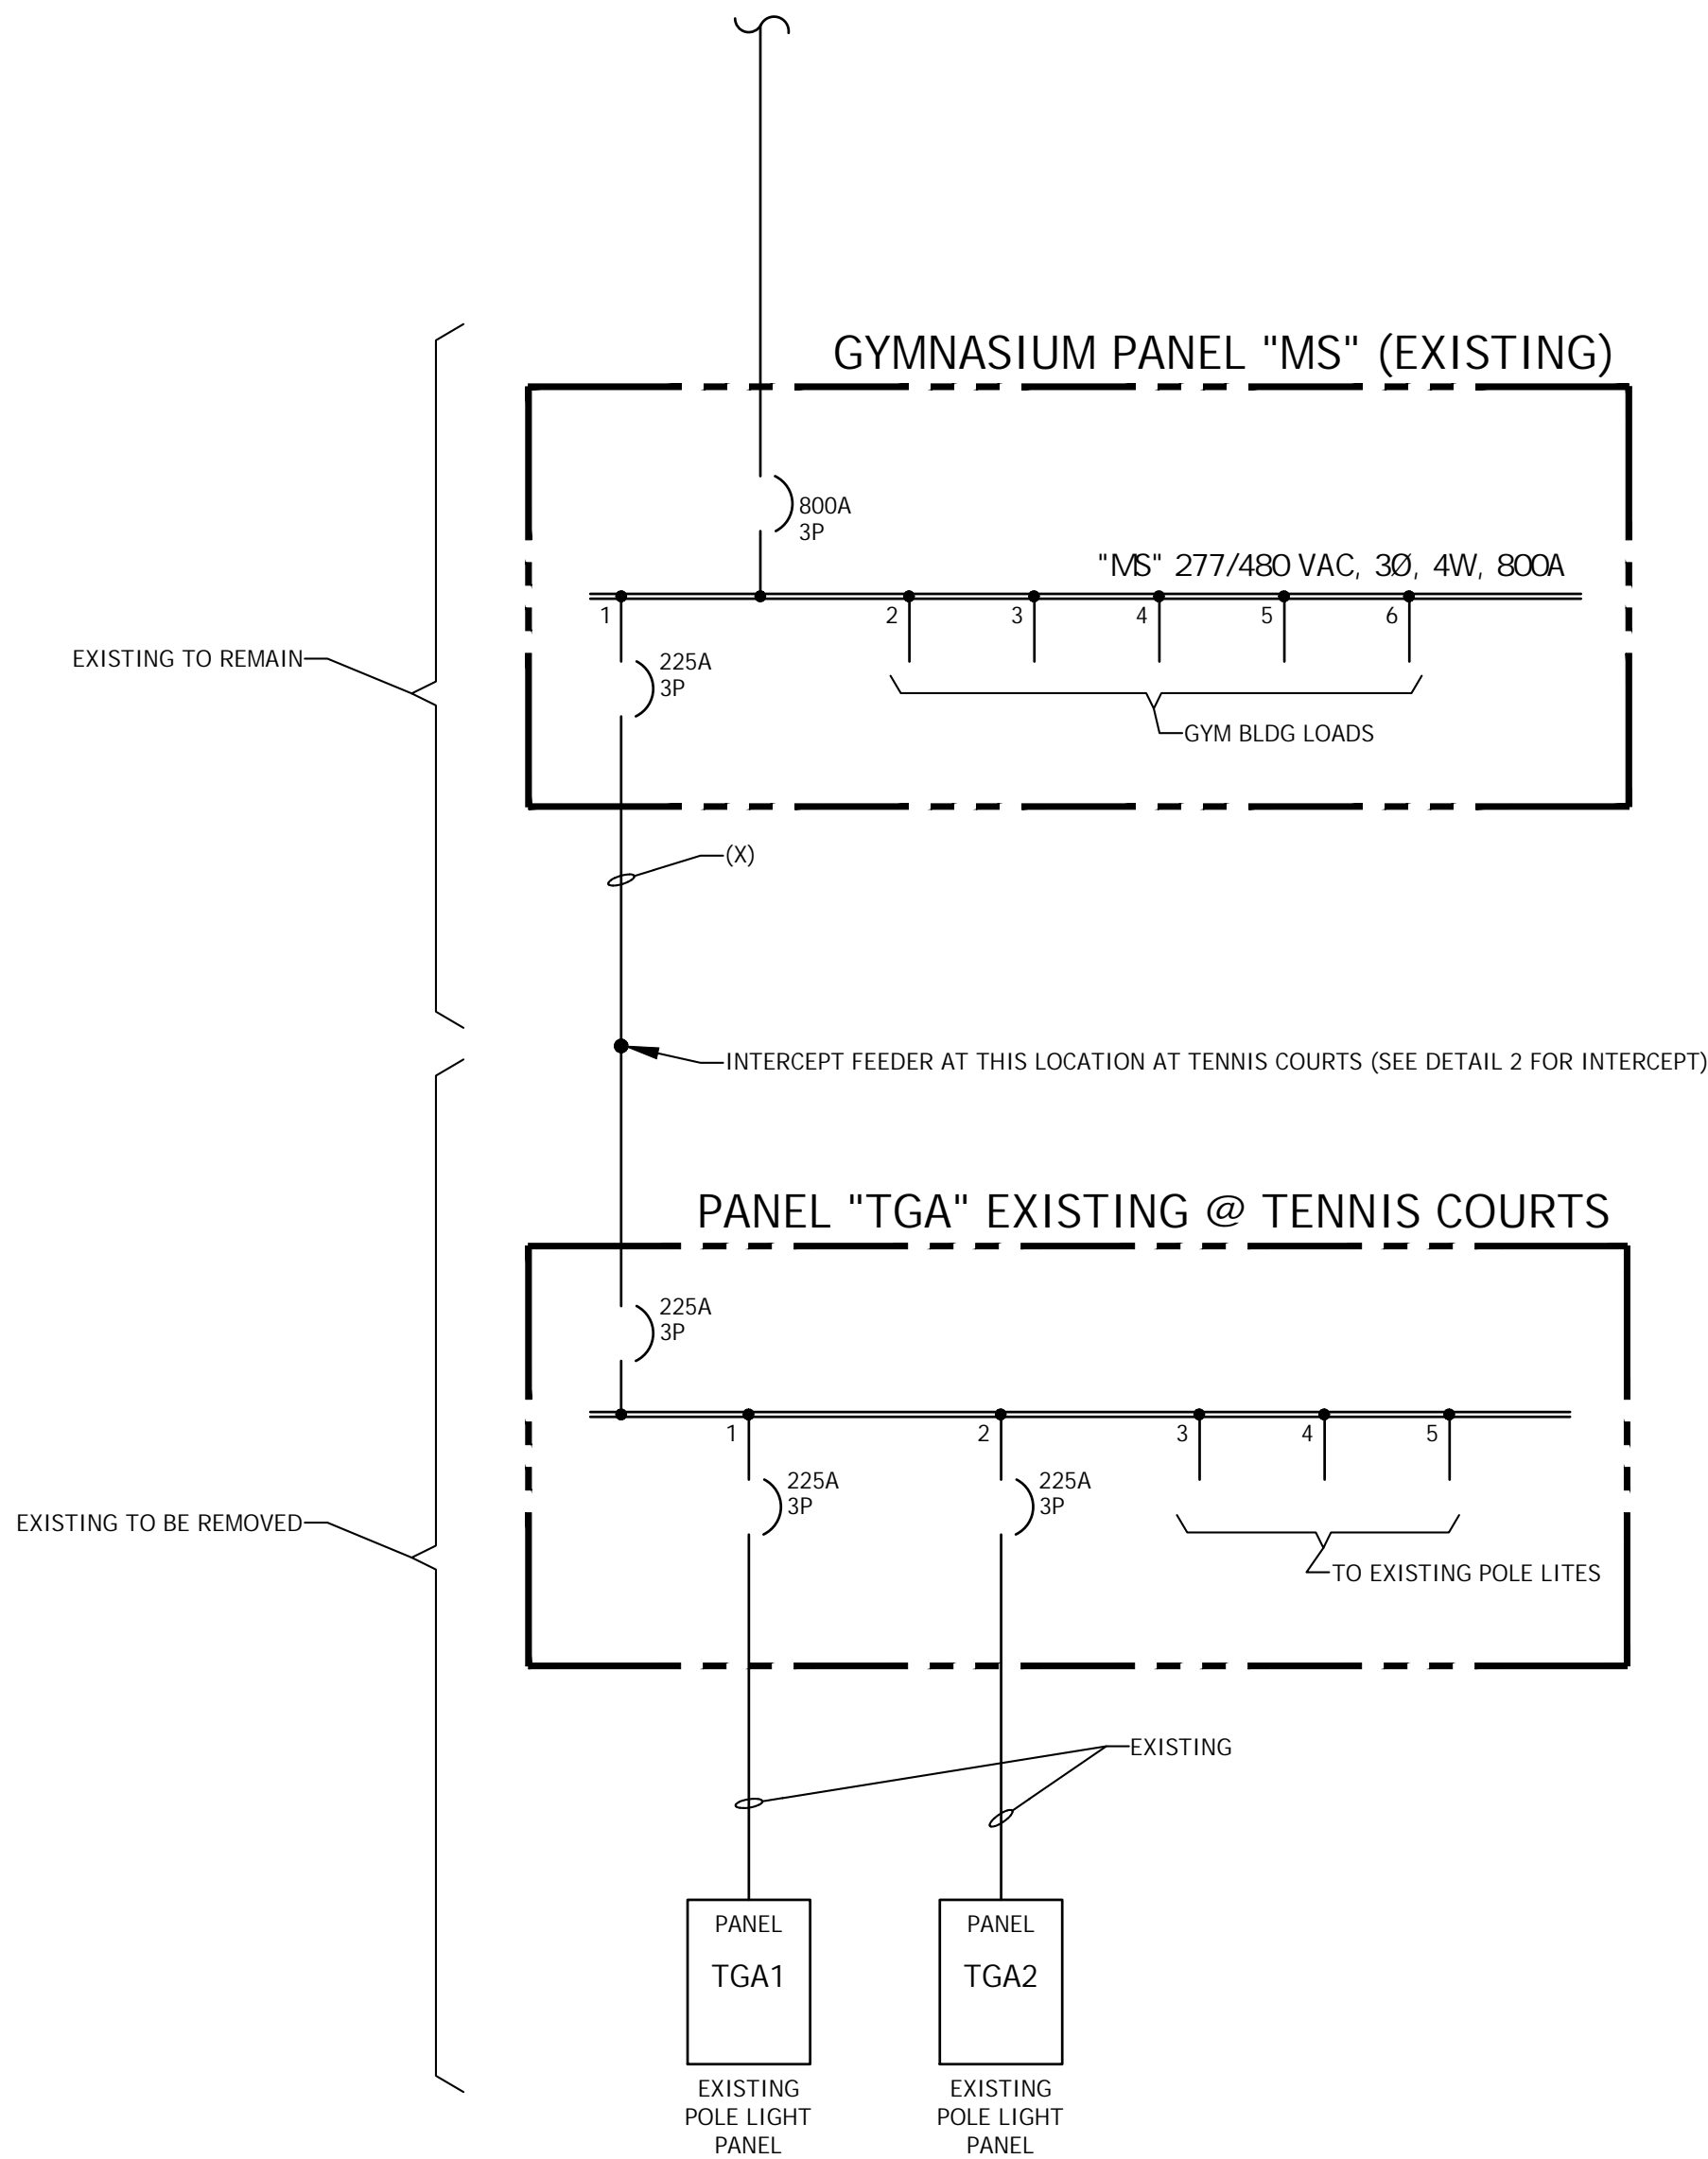 GYMNASIUM PANEL "MS" (EXISTING)
800A
3P
"MS" 277/480 VAC, 3Ø, 4W, 800A
1
2
3
4
5
6
225A
3P
EXISTING TO REMAIN
GYM BLDG LOADS
(X)
INTERCEPT FEEDER AT THIS LOCATION AT TENNIS COURTS (SEE DETAIL 2 FOR INTERCEPT)
PANEL "TGA" EXISTING @ TENNIS COURTS
225A
3P
1
2
3
4
5
225A
3P
225A
3P
EXISTING TO BE REMOVED
TO EXISTING POLE LITES
EXISTING
PANEL
TGA1
EXISTING
POLE LIGHT
PANEL
PANEL
TGA2
EXISTING
POLE LIGHT
PANEL